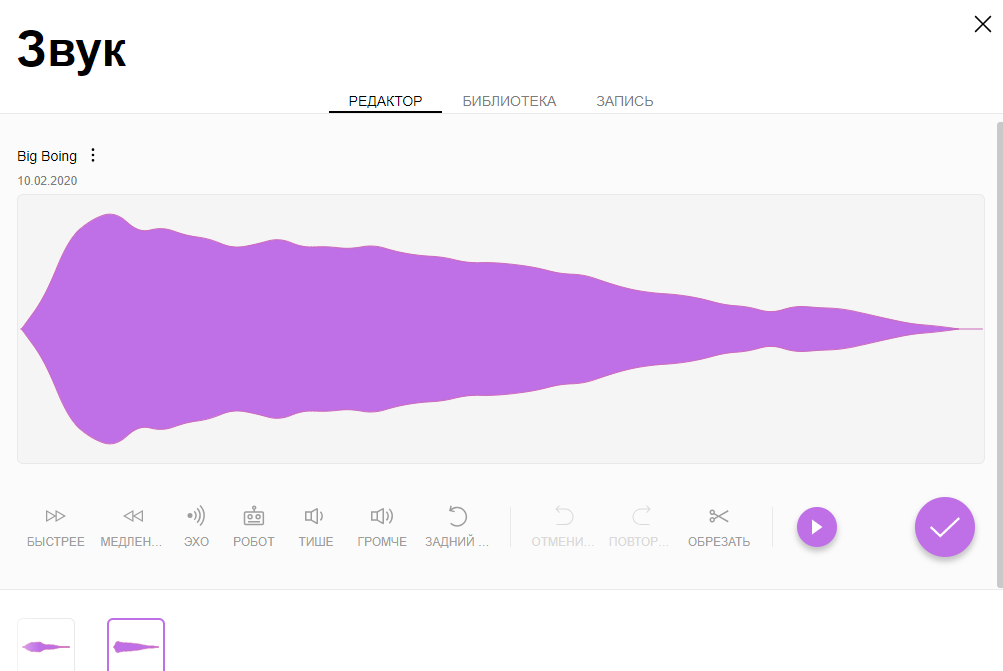 Звук
РЕДАКТОР БИБЛИОТЕКА ЗАПИСЬ
Big Boing
10.02.2020
БЫСТРЕЕ МЕДЛЕН... ЭХО РОБОТ ТИШЕ ГРОМЧЕ ЗАДНИЙ ... ОТМЕНИ... ПОВТОР... ОБРЕЗАТЬ